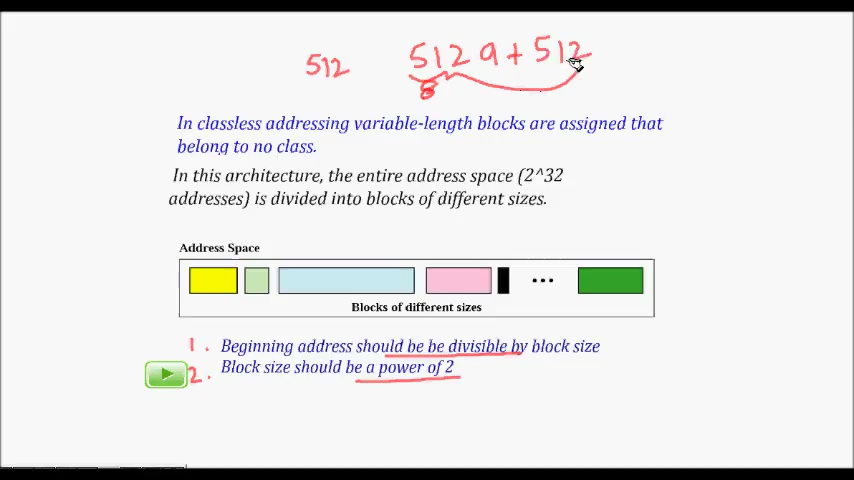 512 512 a + 512
8
In classless addressing variable-length blocks are assigned that
belong to no class.
In this architecture, the entire address space (2^32
addresses) is divided into blocks of different sizes.
Address Space
...
Blocks of different sizes
1. Beginning address should be be divisible by block size
2. Block size should be a power of 2